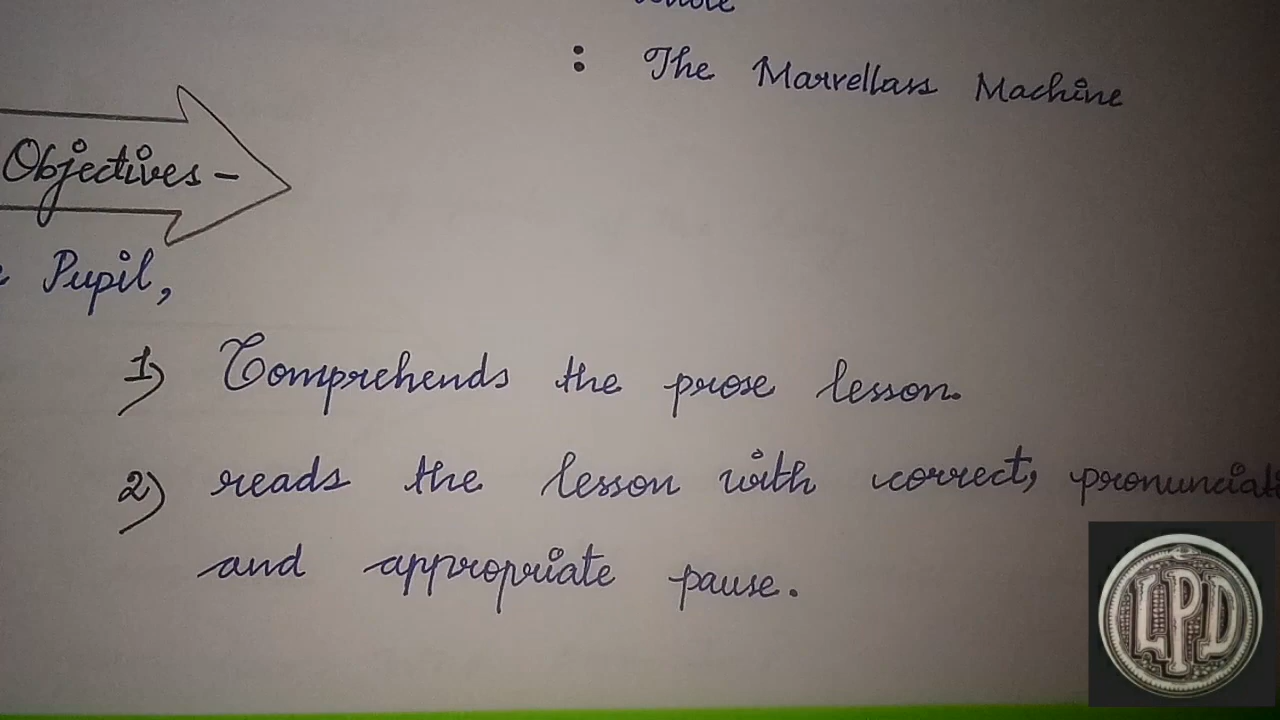 : The Marvellass Machine
Objectives -
Pupil,
1) Comprehends the prose lesson.
2) reads the lesson with correct, pronunciati
and appropriate pause.
LPD